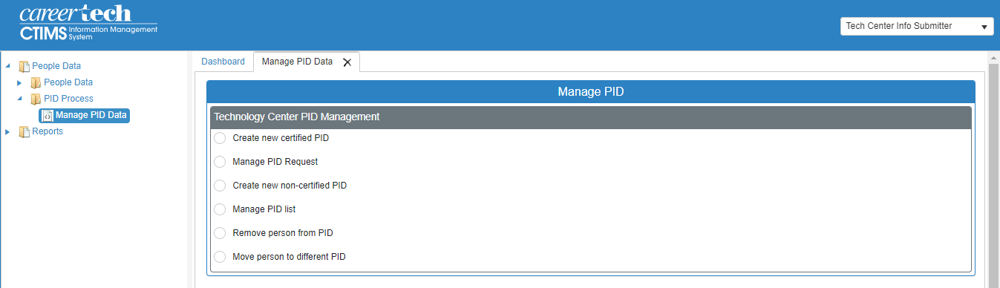 careertech
CTIMS Information Management System
Tech Center Info Submitter
People Data
People Data
PID Process
Manage PID Data
Reports
Dashboard
Manage PID Data
Manage PID
Technology Center PID Management
Create new certified PID
Manage PID Request
Create new non-certified PID
Manage PID list
Remove person from PID
Move person to different PID